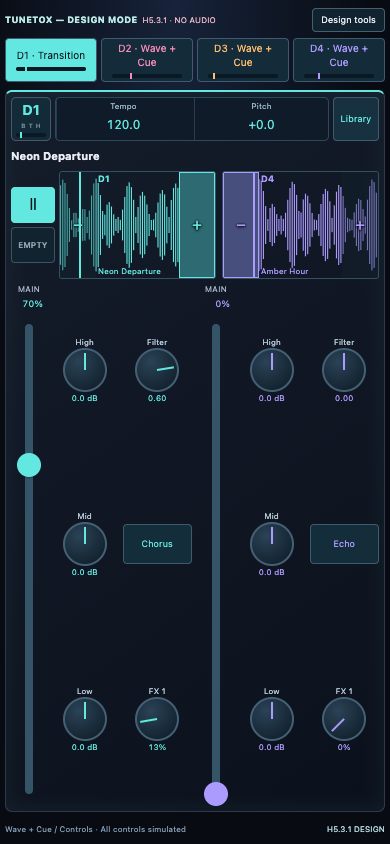 TUNETOX — DESIGN MODE H5.3.1 · NO AUDIO
Design tools
D1 · Transition
D2 · Wave +
Cue
D3 · Wave +
Cue
D4 · Wave +
Cue
D1
B T H
Tempo
120.0
Pitch
+0.0
Library
Neon Departure
EMPTY
D1
− +
Neon Departure
D4
− +
Amber Hour
MAIN
70%
MAIN
0%
High
0.0 dB
Filter
0.60
High
0.0 dB
Filter
0.00
Mid
0.0 dB
Chorus
Mid
0.0 dB
Echo
Low
0.0 dB
FX 1
13%
Low
0.0 dB
FX 1
0%
Wave + Cue / Controls · All controls simulated
H5.3.1 DESIGN